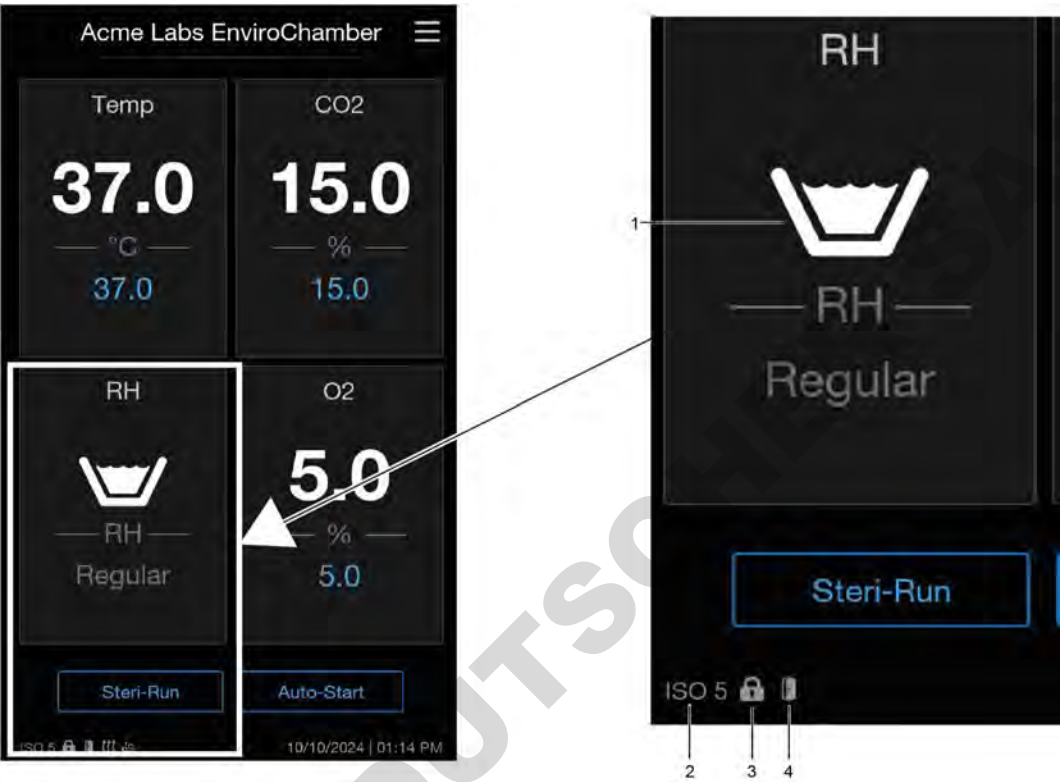 Acme Labs EnviroChamber
Temp
CO2
37.0
15.0
°C
%
37.0
15.0
RH
O2
5.0
RH
%
Regular
5.0
Steri-Run
Auto-Start
ISO 5
10/10/2024 | 01:14 PM
RH
1
RH
Regular
Steri-Run
ISO 5
2
3
4